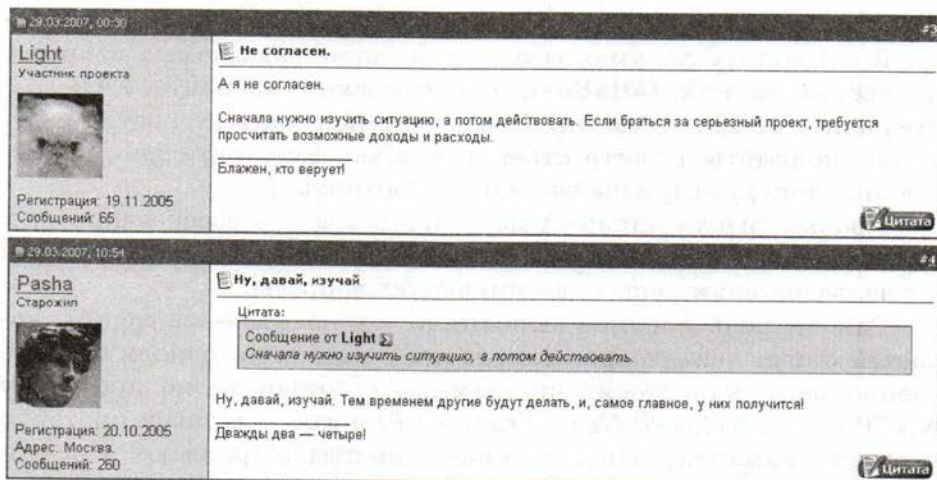 29.03.2007, 00:30 #3
Light
Участник проекта
Регистрация: 19.11.2005
Сообщений: 65
Не согласен.
А я не согласен.
Сначала нужно изучить ситуацию, а потом действовать. Если браться за серьезный проект, требуется
просчитать возможные доходы и расходы.
Блажен, кто верует!
Цитата
29.03.2007, 10:54 #4
Pasha
Старожил
Регистрация: 20.10.2005
Адрес: Москва.
Сообщений: 260
Ну, давай, изучай.
Цитата:
Сообщение от Light
Сначала нужно изучить ситуацию, а потом действовать.
Ну, давай, изучай. Тем временем другие будут делать, и, самое главное, у них получится!
Дважды два — четыре!
Цитата